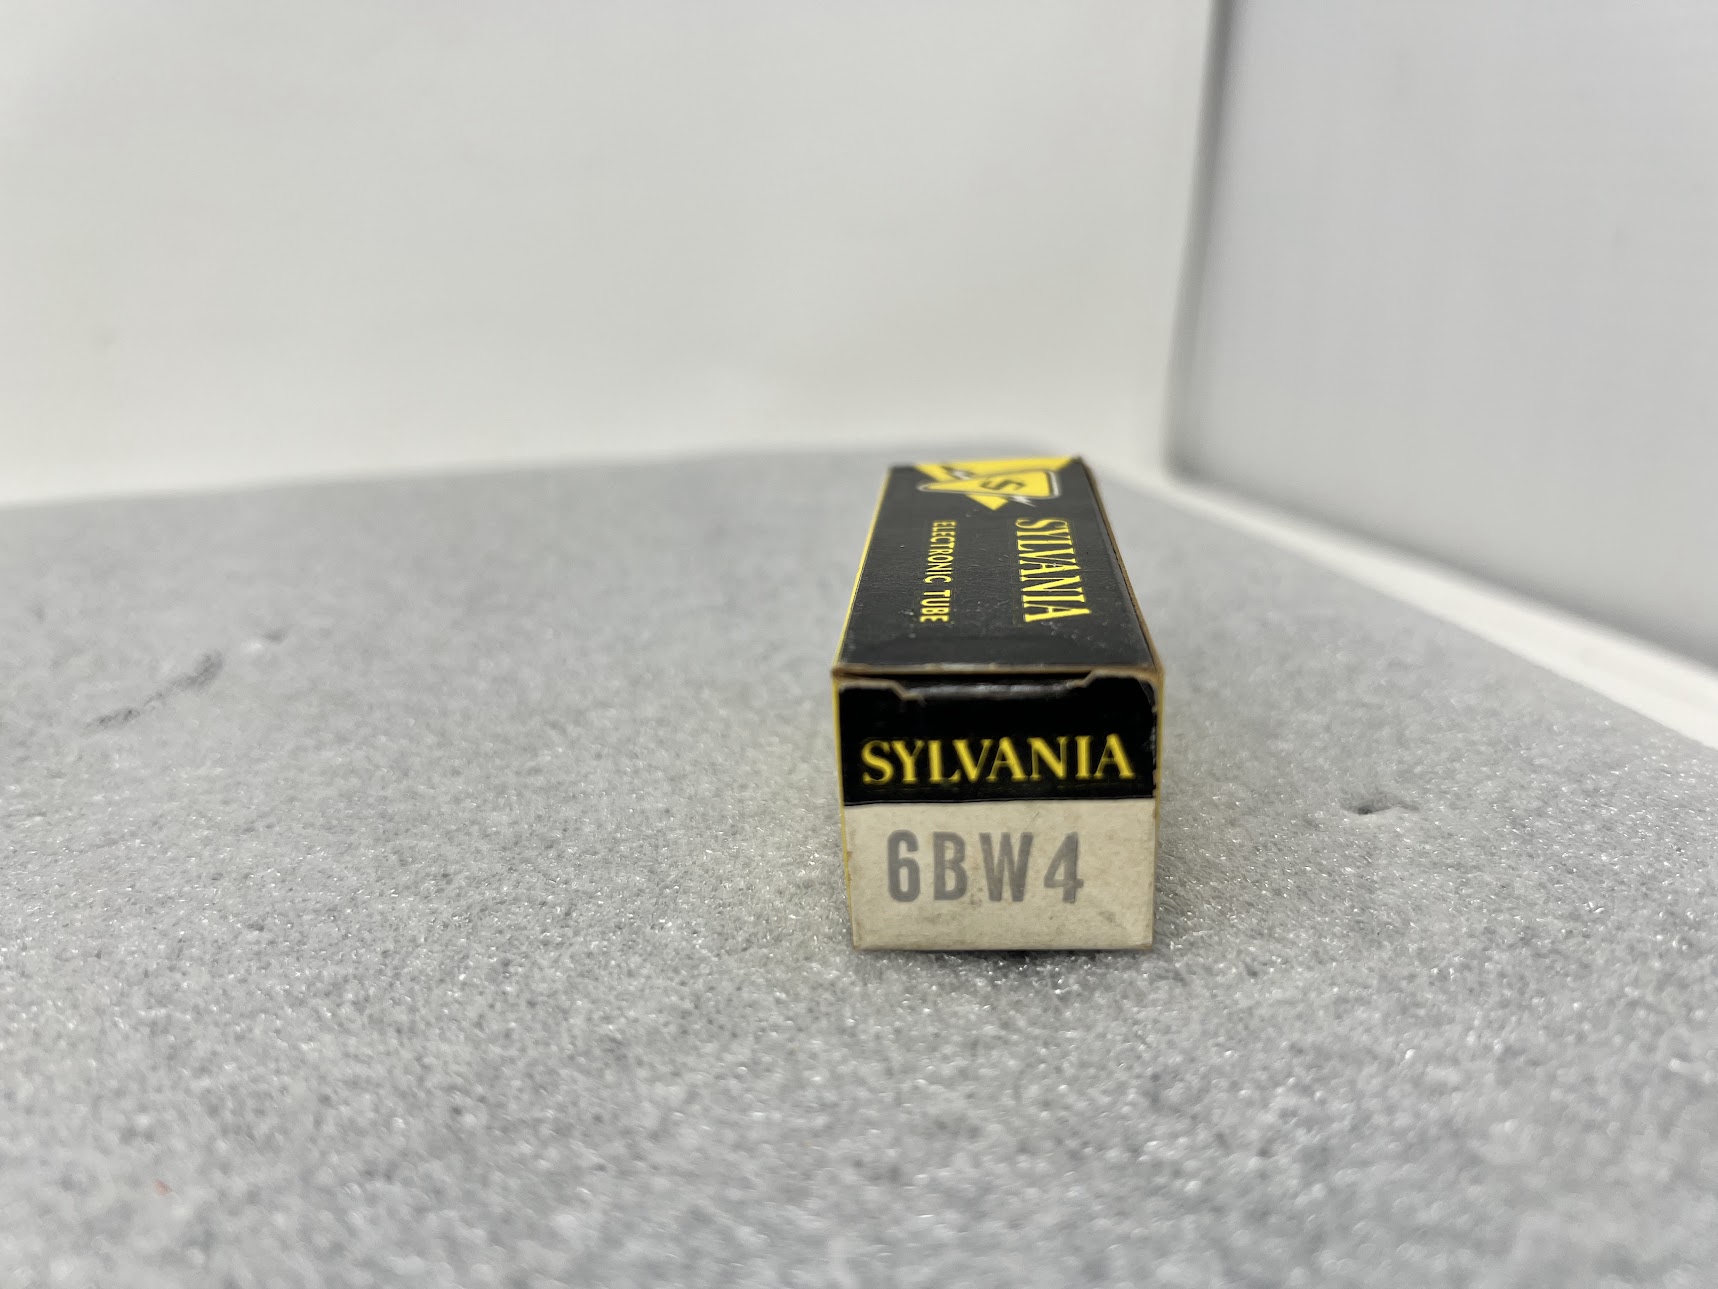 S
SYLVANIA
ELECTRONIC TUBE
SYLVANIA
6BW4